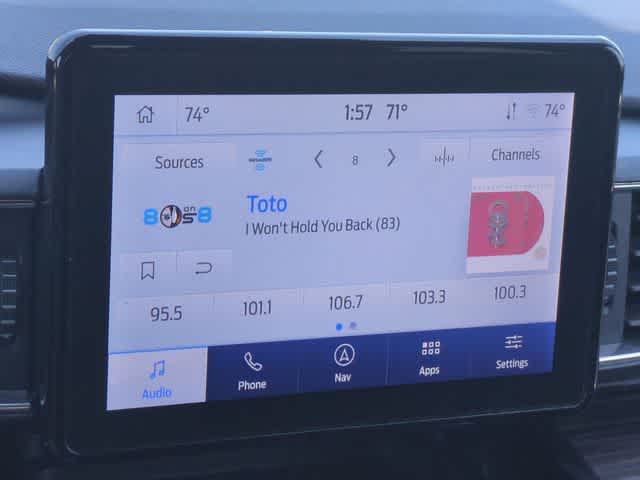 74° 1:57 71° 74°
Sources 8 Channels
80s on 8
Toto
I Won't Hold You Back (83)
95.5 101.1 106.7 103.3 100.3
Audio Phone Nav Apps Settings